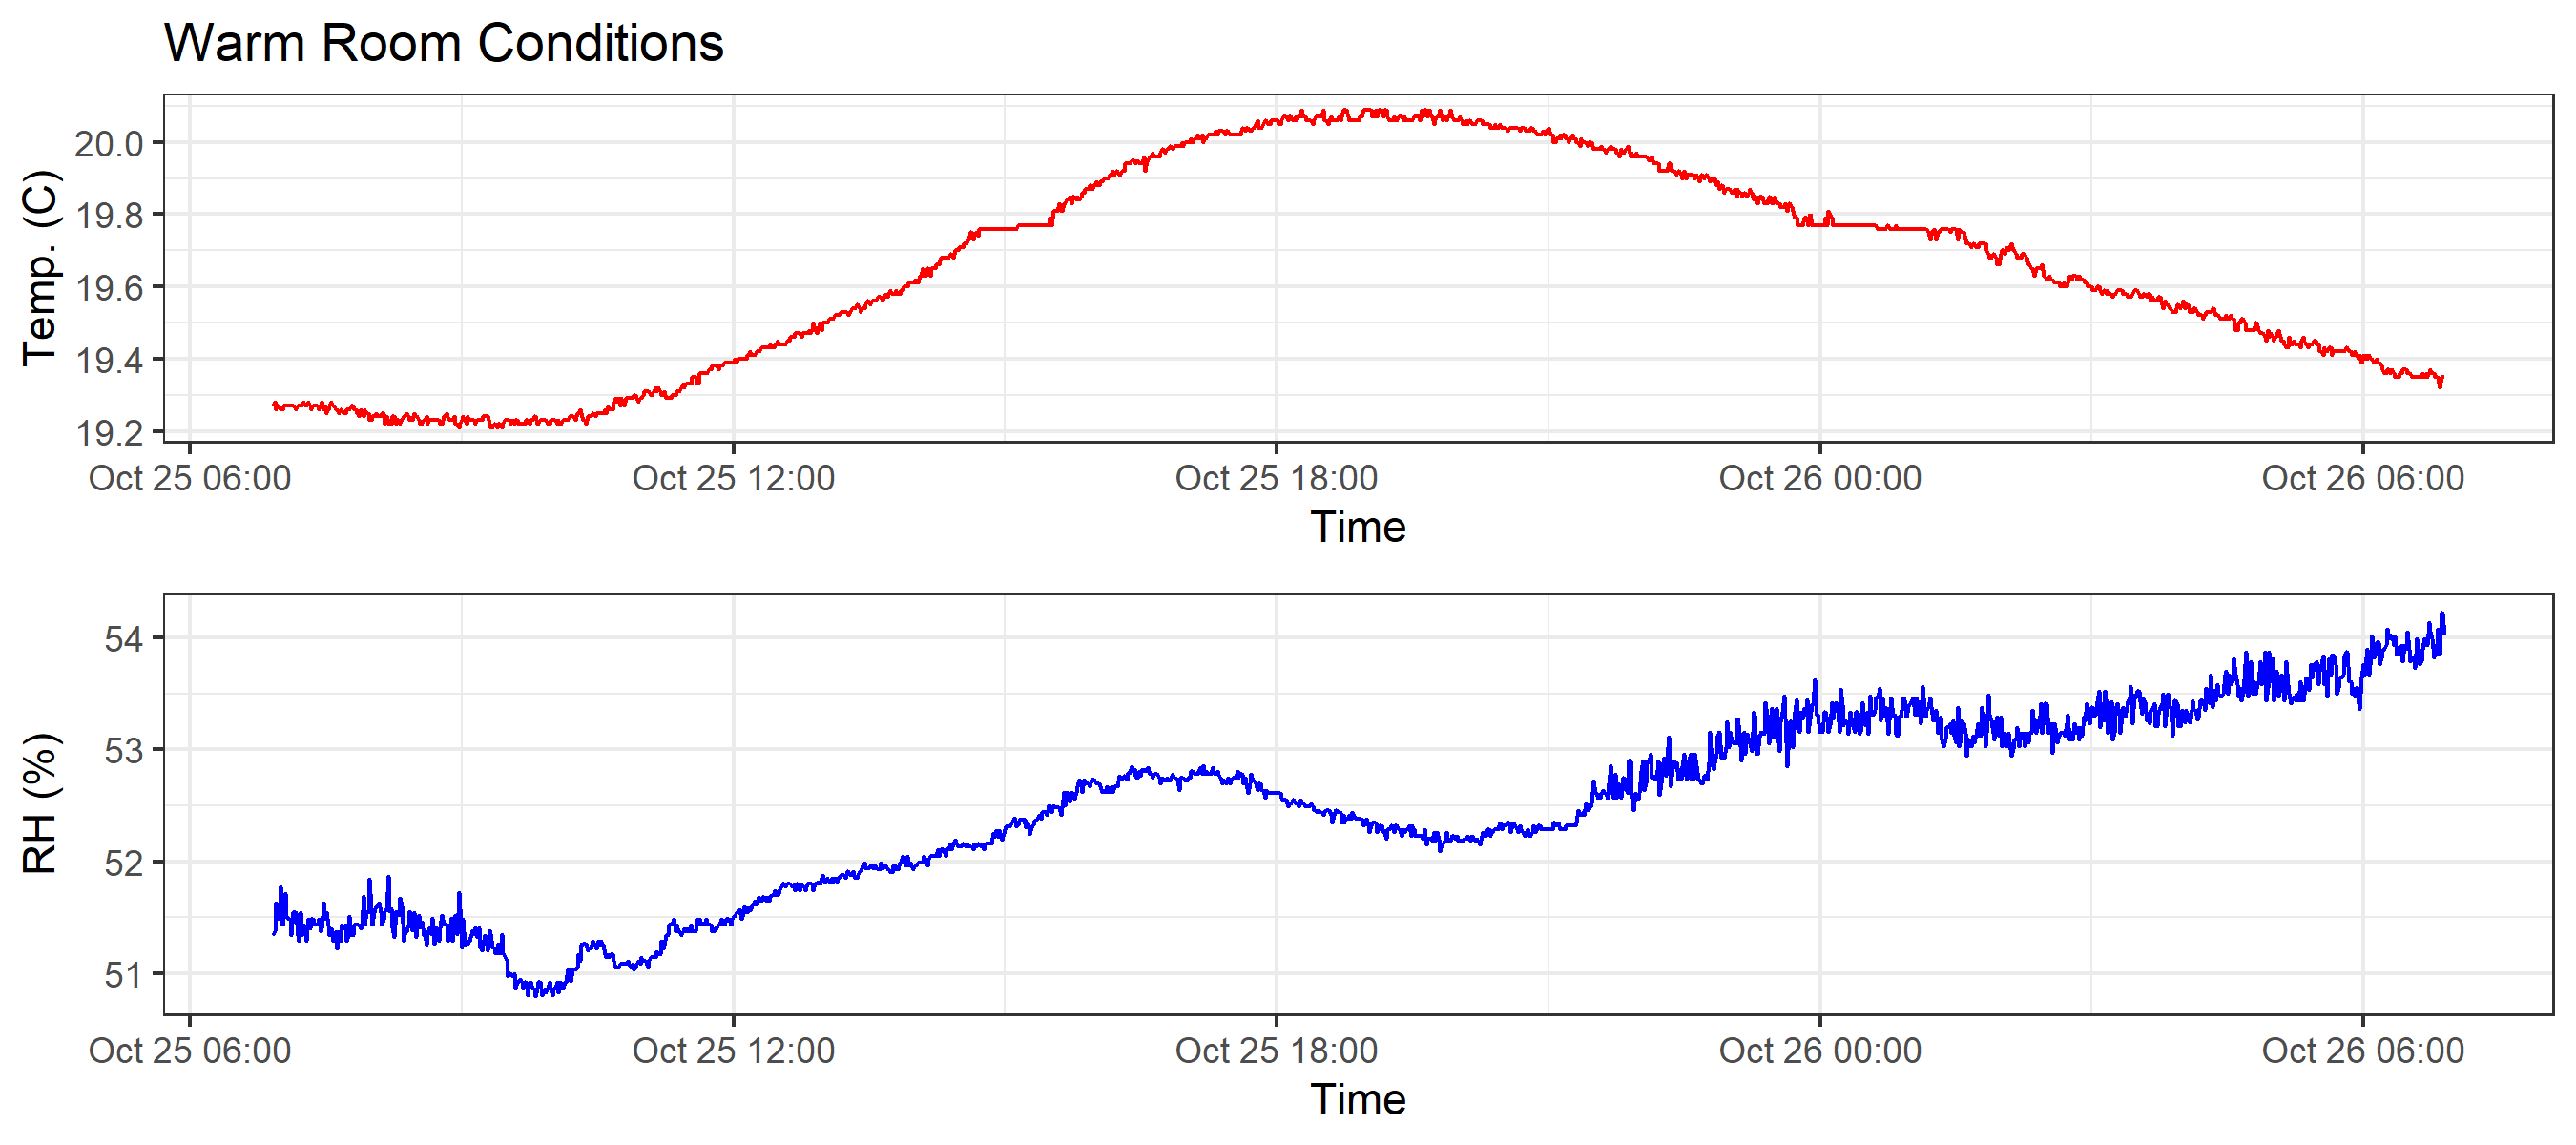 Warm Room Conditions
Temp. (C)
20.0
19.8
19.6
19.4
19.2
Oct 25 06:00 Oct 25 12:00 Oct 25 18:00 Oct 26 00:00 Oct 26 06:00
Time
RH (%)
54
53
52
51
Oct 25 06:00 Oct 25 12:00 Oct 25 18:00 Oct 26 00:00 Oct 26 06:00
Time